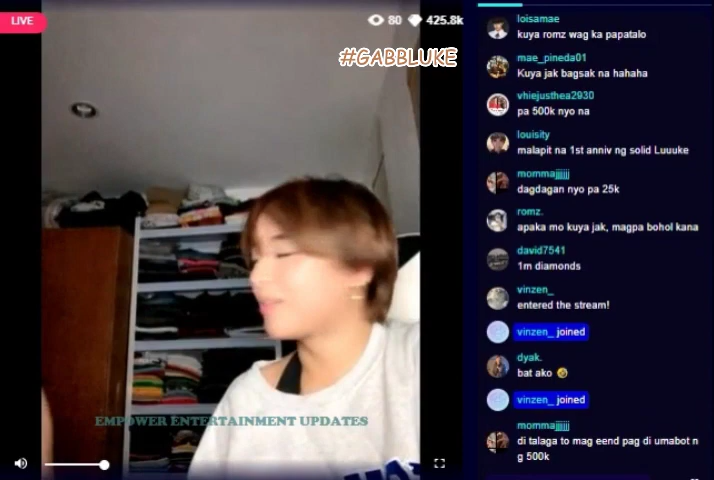 LIVE
80 425.8k
#GABBLUKE
EMPOWER ENTERTAINMENT UPDATES
loisamae
kuya romz wag ka papatalo
mae_pineda01
Kuya jak bagsak na hahaha
vhiejusthea2930
pa 500k nyo na
louisity
malapit na 1st anniv ng solid Luuuke
mommajjjjjj
dagdagan nyo pa 25k
romz.
apaka mo kuya jak, magpa bohol kana
david7541
1m diamonds
vinzen_
entered the stream!
vinzen_ joined
dyak.
bat ako 🤣
vinzen_ joined
mommajjjjjj
di talaga to mag eend pag di umabot n
g 500k